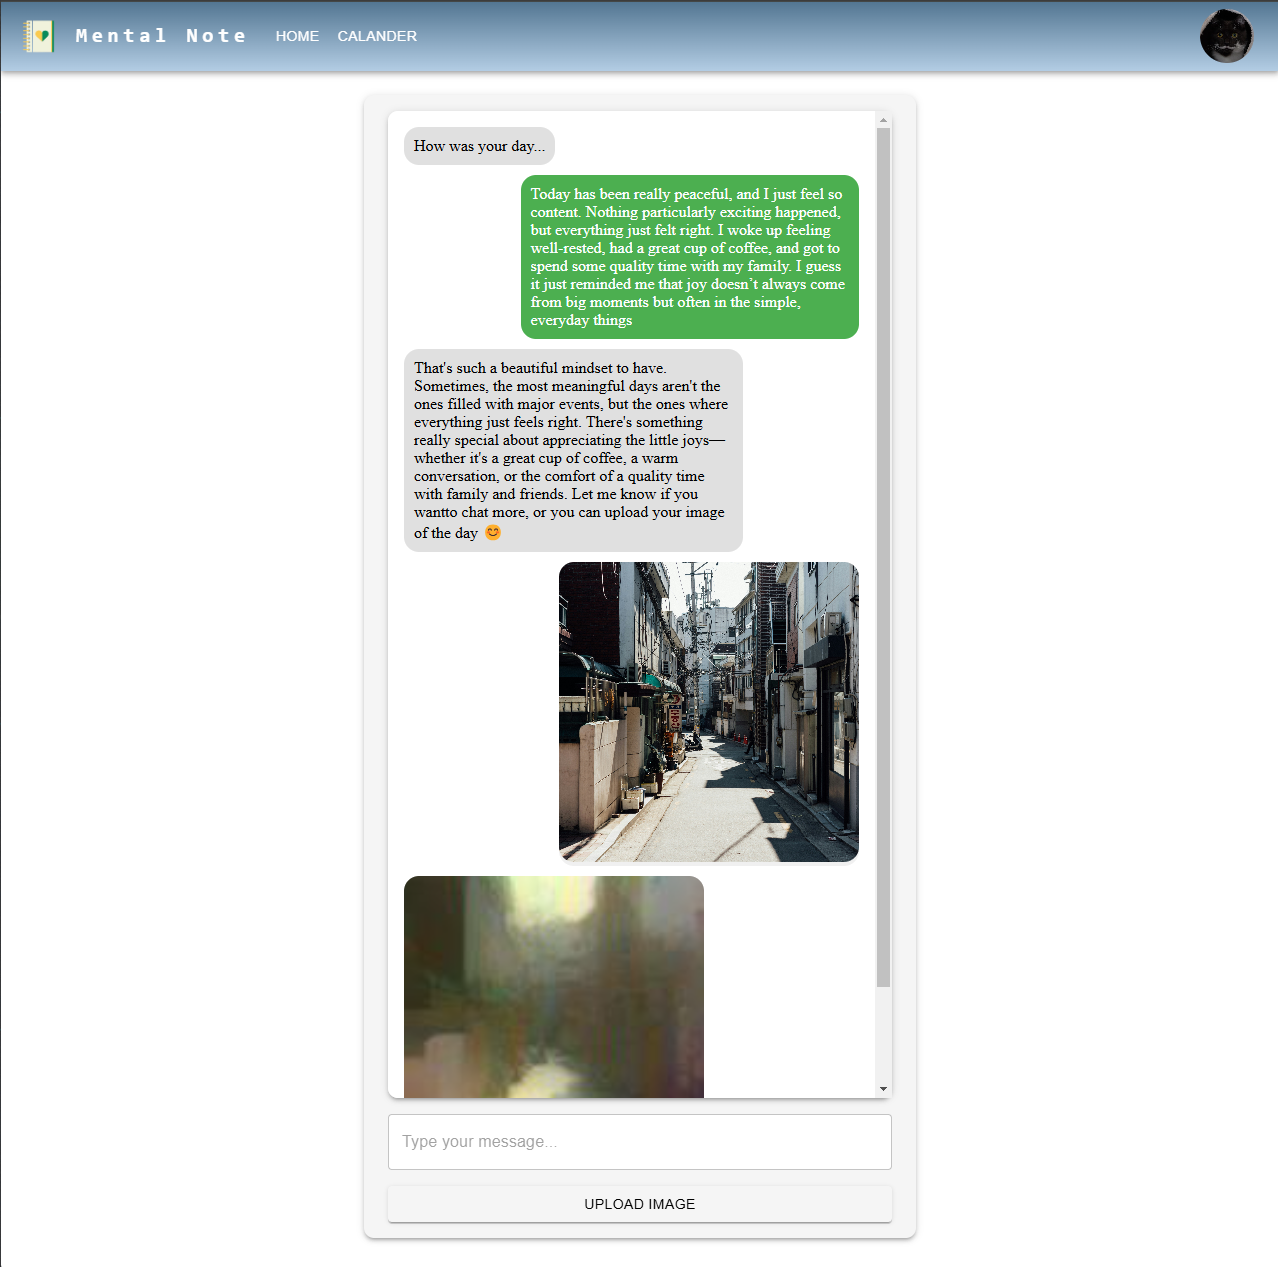 Mental Note
HOME
CALANDER
How was your day...
Today has been really peaceful, and I just feel so
content. Nothing particularly exciting happened,
but everything just felt right. I woke up feeling
well-rested, had a great cup of coffee, and got to
spend some quality time with my family. I guess
it just reminded me that joy doesn’t always come
from big moments but often in the simple,
everyday things
That's such a beautiful mindset to have.
Sometimes, the most meaningful days aren't the
ones filled with major events, but the ones where
everything just feels right. There's something
really special about appreciating the little joys—
whether it's a great cup of coffee, a warm
conversation, or the comfort of a quality time
with family and friends. Let me know if you
wantto chat more, or you can upload your image
of the day 😊
Type your message...
UPLOAD IMAGE